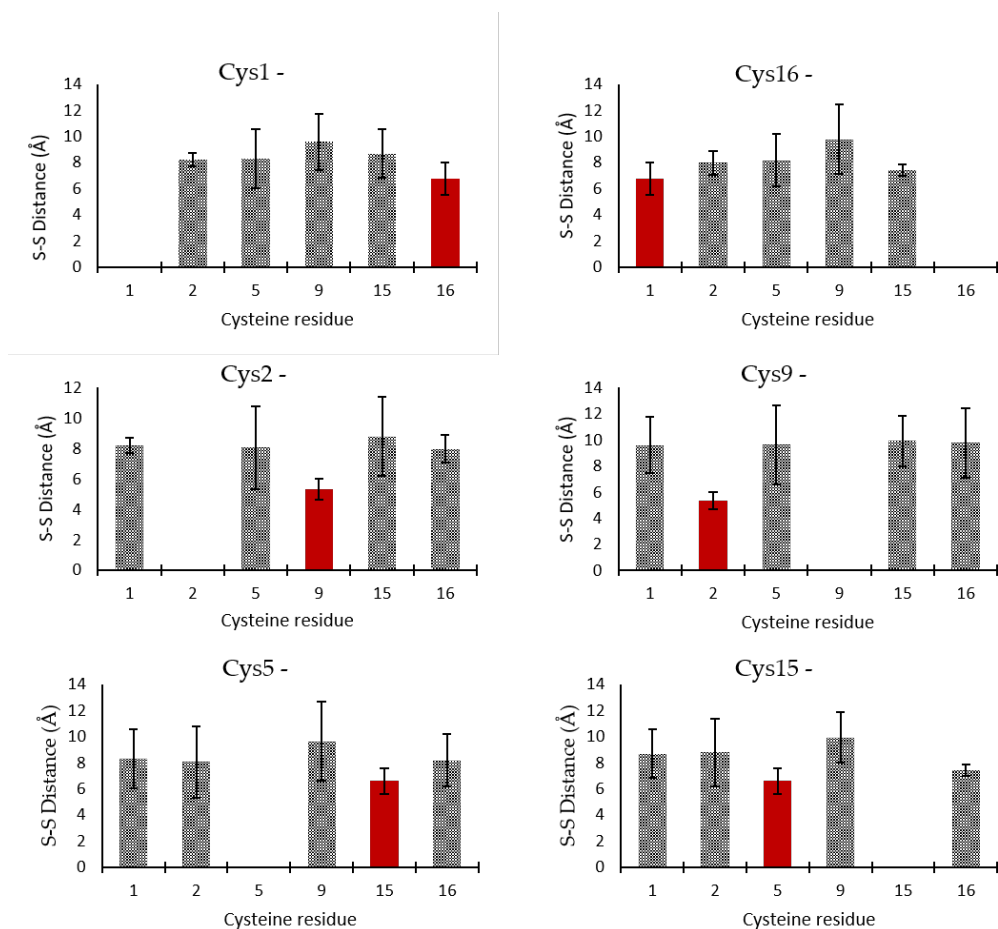 Cys1 -
S-S Distance (Å)
14
12
10
8
6
4
2
0
1 2 5 9 15 16
Cysteine residue
Cys16 -
S-S Distance (Å)
14
12
10
8
6
4
2
0
1 2 5 9 15 16
Cysteine residue
Cys2 -
S-S Distance (Å)
12
10
8
6
4
2
0
1 2 5 9 15 16
Cysteine residue
Cys9 -
S-S Distance (Å)
14
12
10
8
6
4
2
0
1 2 5 9 15 16
Cysteine residue
Cys5 -
S-S Distance (Å)
14
12
10
8
6
4
2
0
1 2 5 9 15 16
Cysteine residue
Cys15 -
S-S Distance (Å)
14
12
10
8
6
4
2
0
1 2 5 9 15 16
Cysteine residue